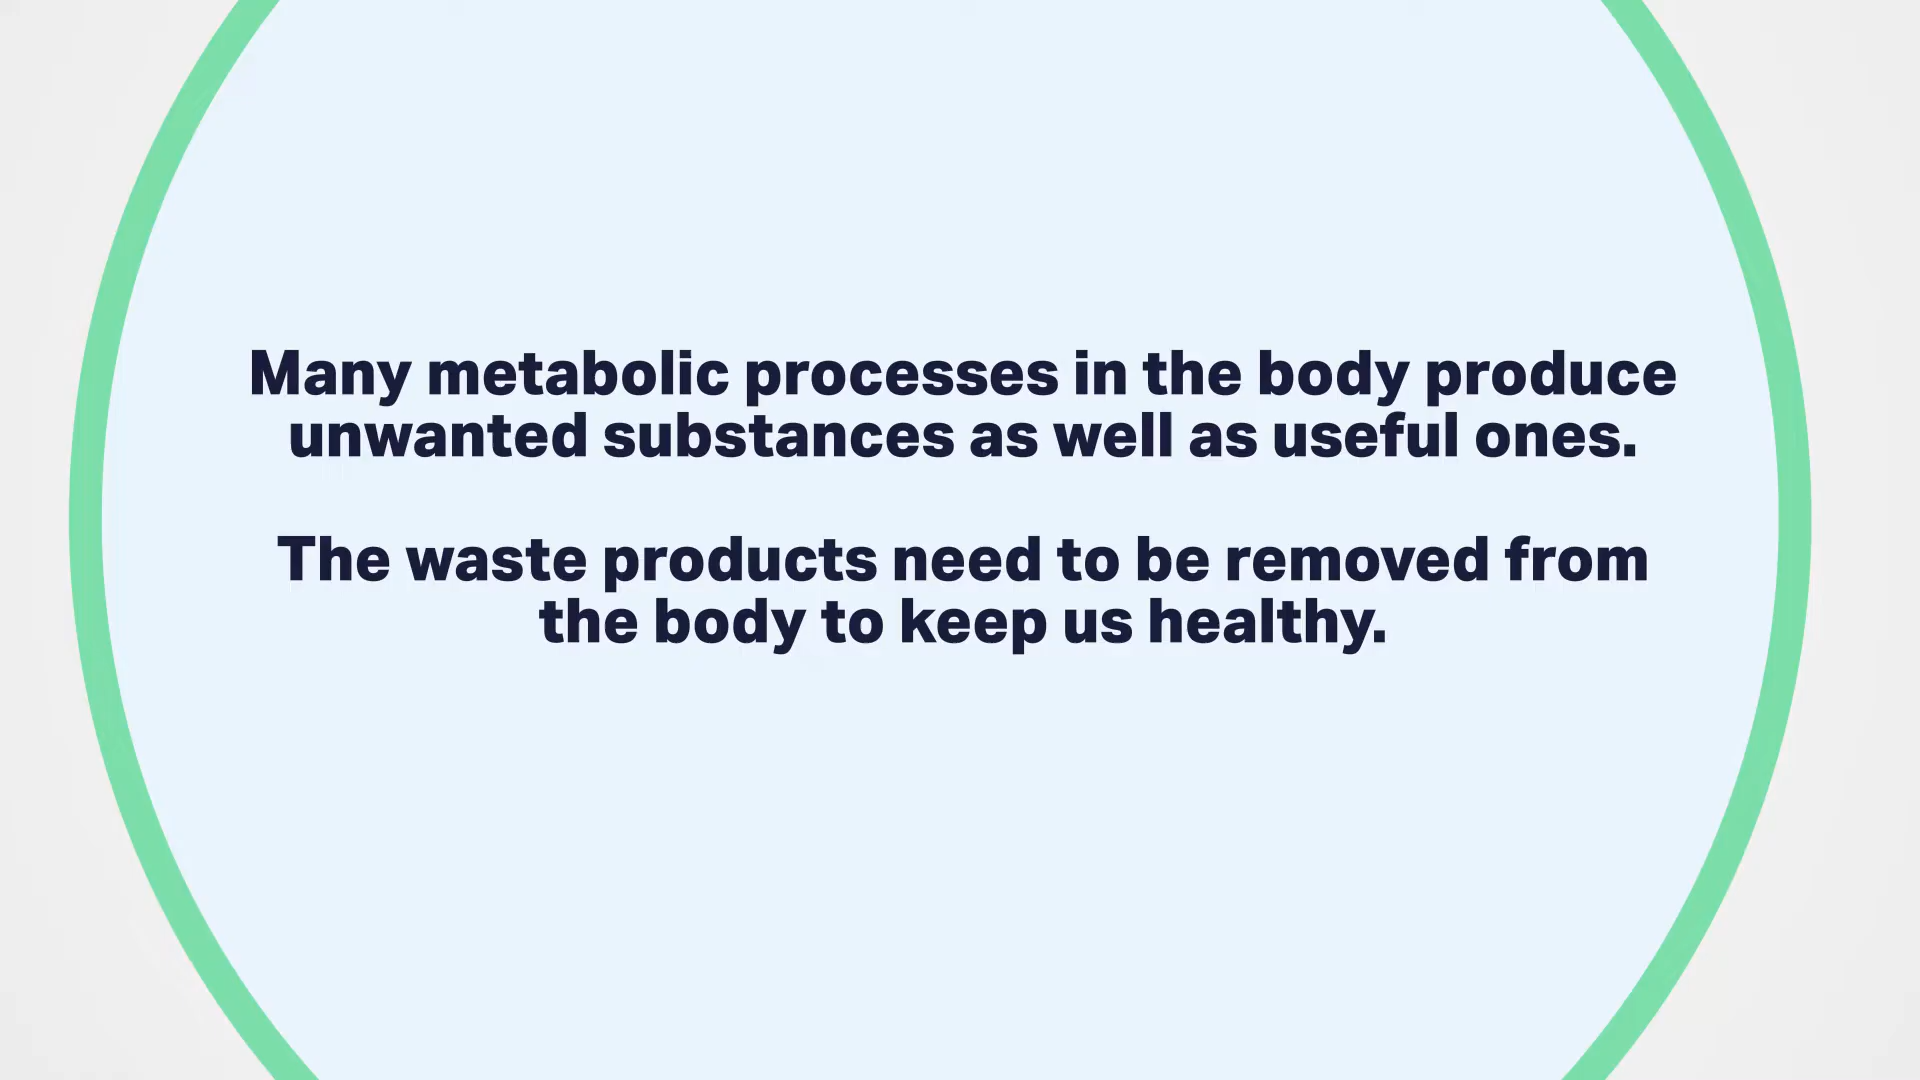 Many metabolic processes in the body produce
unwanted substances as well as useful ones.
The waste products need to be removed from
the body to keep us healthy.